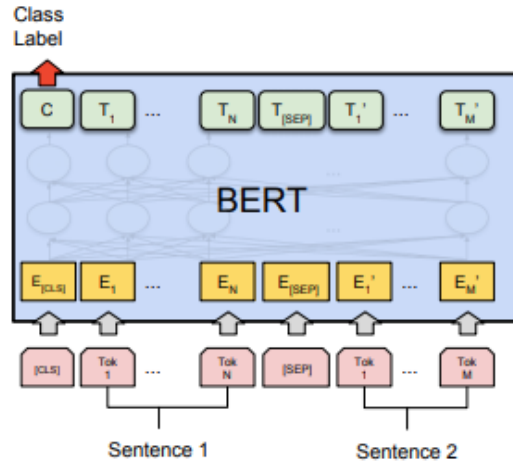 Class
Label
C T1 ... TN T[SEP] T1' ... TM'
...
BERT
...
E[CLS] E1 ... EN E[SEP] E1' ... EM'
[CLS] Tok 1 ... Tok N [SEP] Tok 1 ... Tok M
Sentence 1 Sentence 2